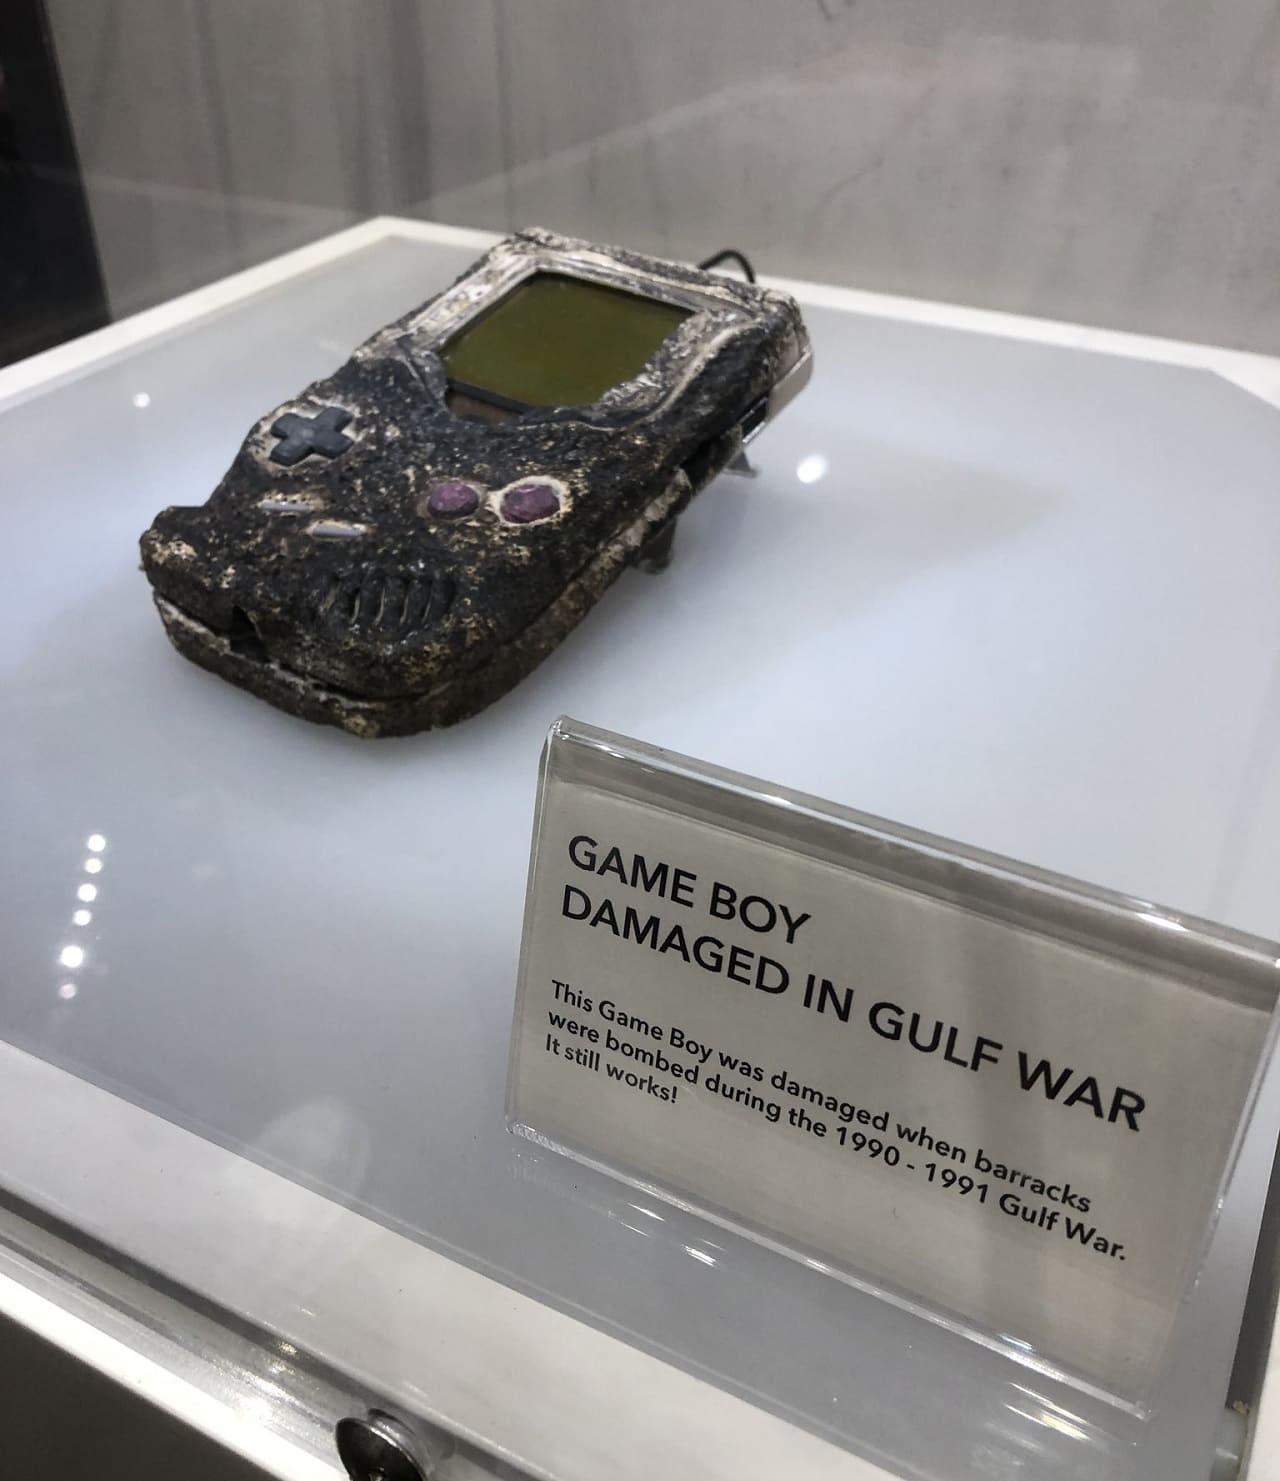 GAME BOY
DAMAGED IN GULF WAR
This Game Boy was damaged when barracks
were bombed during the 1990 - 1991 Gulf War.
It still works!